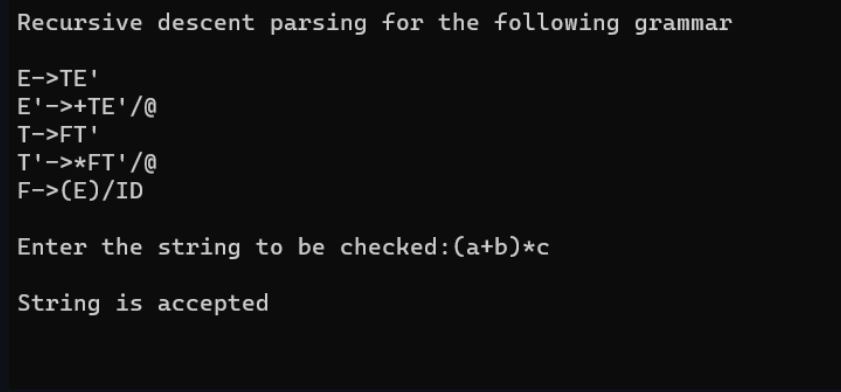 Recursive descent parsing for the following grammar
E->TE'
E'->+TE'/@
T->FT'
T'->*FT'/@
F->(E)/ID
Enter the string to be checked:(a+b)*c
String is accepted